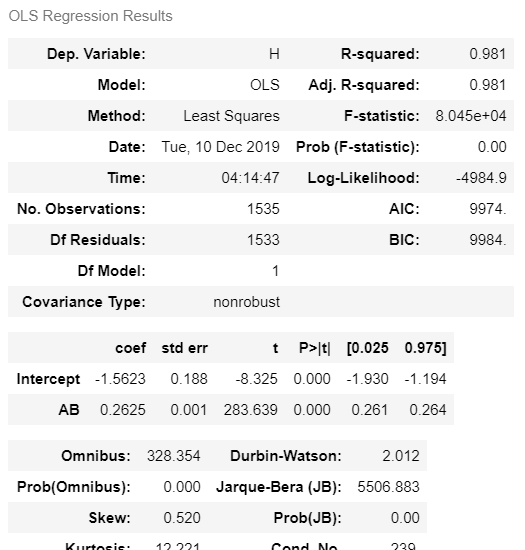 OLS Regression Results
Dep. Variable: H R-squared: 0.981
Model: OLS Adj. R-squared: 0.981
Method: Least Squares F-statistic: 8.045e+04
Date: Tue, 10 Dec 2019 Prob (F-statistic): 0.00
Time: 04:14:47 Log-Likelihood: -4984.9
No. Observations: 1535 AIC: 9974.
Df Residuals: 1533 BIC: 9984.
Df Model: 1
Covariance Type: nonrobust
coef std err t P>|t| [0.025 0.975]
Intercept -1.5623 0.188 -8.325 0.000 -1.930 -1.194
AB 0.2625 0.001 283.639 0.000 0.261 0.264
Omnibus: 328.354 Durbin-Watson: 2.012
Prob(Omnibus): 0.000 Jarque-Bera (JB): 5506.883
Skew: 0.520 Prob(JB): 0.00
Kurtosis: 12.221 Cond. No. 239.